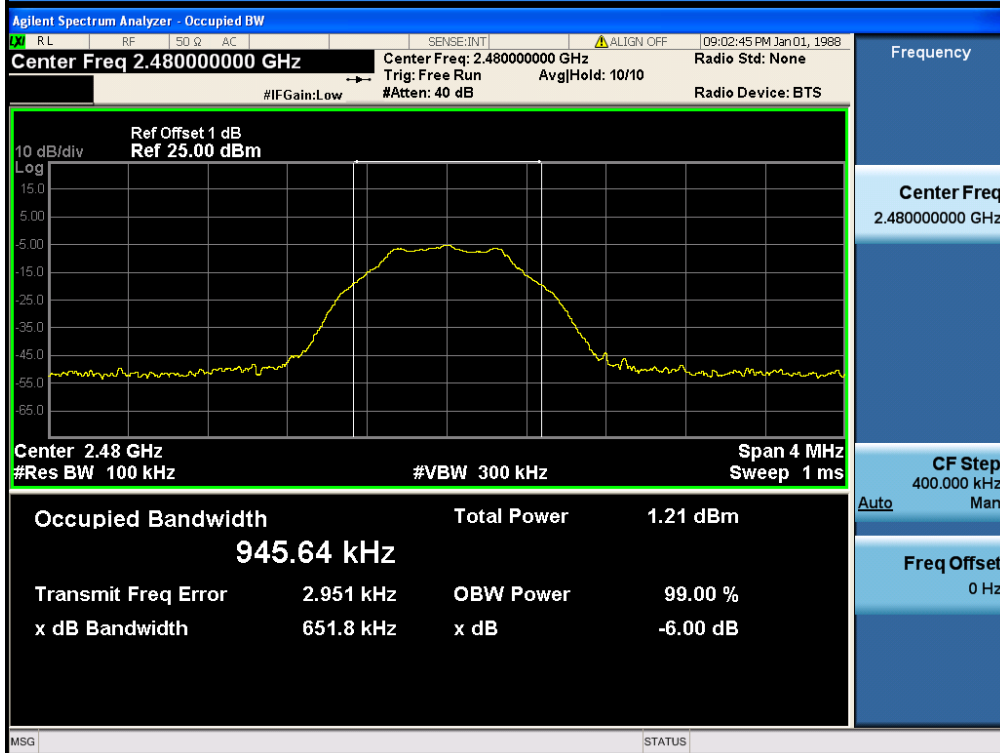 Agilent Spectrum Analyzer - Occupied BW
LXI RL RF 50 Ω AC SENSE:INT ALIGN OFF 09:02:45 PM Jan 01, 1988
Center Freq 2.480000000 GHz
Center Freq: 2.480000000 GHz
Radio Std: None
Trig: Free Run Avg|Hold: 10/10
#IFGain:Low
#Atten: 40 dB
Radio Device: BTS
Ref Offset 1 dB
10 dB/div Ref 25.00 dBm
Log
15.0
5.00
-5.00
-15.0
-25.0
-35.0
-45.0
-55.0
-65.0
Center 2.48 GHz Span 4 MHz
#Res BW 100 kHz #VBW 300 kHz Sweep 1 ms
Occupied Bandwidth Total Power 1.21 dBm
945.64 kHz
Transmit Freq Error 2.951 kHz OBW Power 99.00 %
x dB Bandwidth 651.8 kHz x dB -6.00 dB
MSG STATUS
Frequency
Center Freq
2.480000000 GHz
CF Step
400.000 kHz
Auto Man
Freq Offset
0 Hz